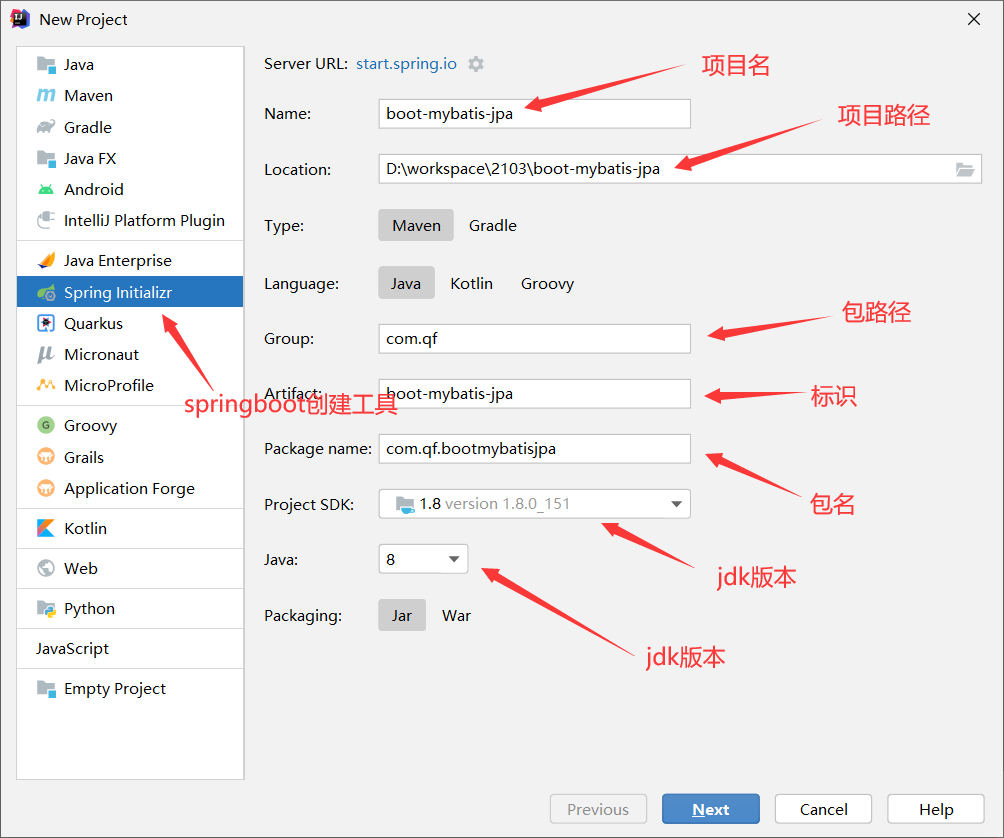 New Project
Java
Maven
Gradle
Java FX
Android
IntelliJ Platform Plugin
Java Enterprise
Spring Initializr
Quarkus
Micronaut
MicroProfile
springboot创建工具
Groovy
Grails
Application Forge
Kotlin
Web
Python
JavaScript
Empty Project
Server URL: start.spring.io
项目名
Name: boot-mybatis-jpa
项目路径
Location: D:\workspace\2103\boot-mybatis-jpa
Type: Maven Gradle
Language: Java Kotlin Groovy
包路径
Group: com.qf
Artifact: boot-mybatis-jpa
标识
Package name: com.qf.bootmybatisjpa
包名
Project SDK: 1.8 version 1.8.0_151
jdk版本
Java: 8
Packaging: Jar War
jdk版本
Previous Next Cancel Help